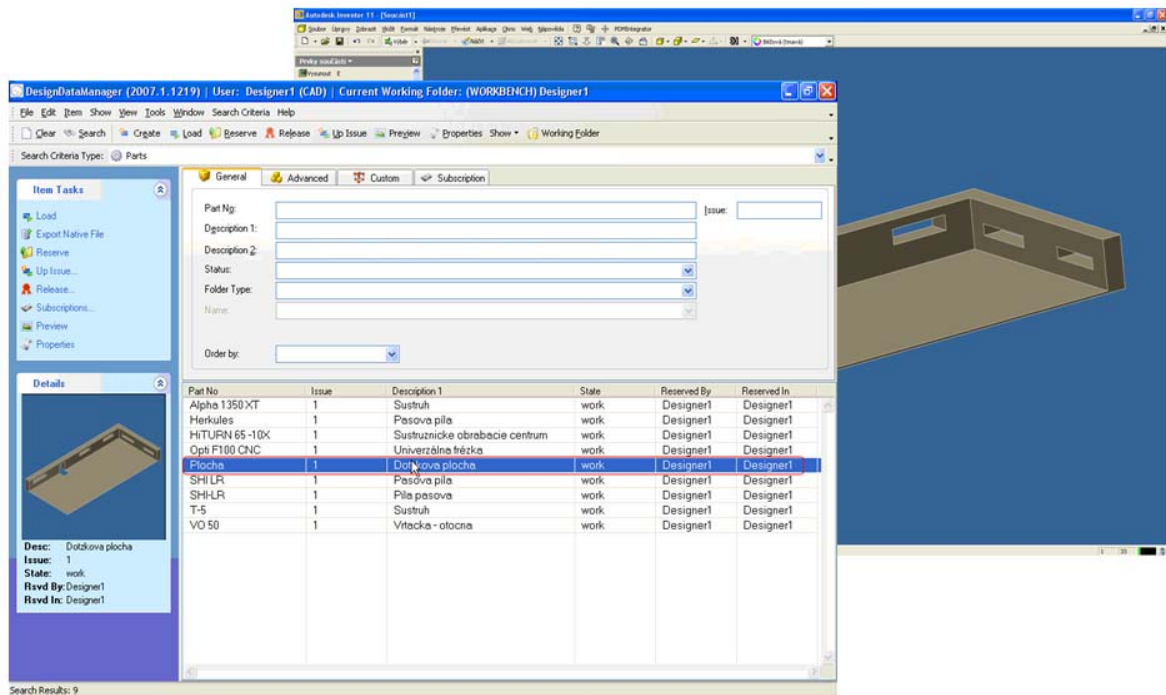 Autodesk Inventor 11 - [Součást1]
DesignDataManager (2007.1.1219) | User: Designer1 (CAD) | Current Working Folder: (WORKBENCH) Designer1
File Edit Item Show View Tools Window Search Criteria Help
Clear Search Create Load Reserve Release Up Issue Preview Properties Show Working Folder
Search Criteria Type: Parts
General Advanced Custom Subscription
Item Tasks
Load
Export Native File
Reserve
Up Issue...
Release...
Subscriptions...
Preview
Properties
Part No: Issue:
Description 1:
Description 2:
Status:
Folder Type:
Name:
Order by:
Details
Desc: Dotzkova plocha
Issue: 1
State: work
Rsvd By: Designer1
Rsvd In: Designer1
Part No Issue Description 1 State Reserved By Reserved In
Alpha 1350 XT 1 Sustruh work Designer1 Designer1
Herkules 1 Pasova píla work Designer1 Designer1
HiTURN 65 -10X 1 Sustruznicke obrabacie centrum work Designer1 Designer1
Opti F100 CNC 1 Univerzálna frézka work Designer1 Designer1
Plocha 1 Dotzkova plocha work Designer1 Designer1
SHI LR 1 Pasova píla work Designer1 Designer1
SHI-LR 1 Pila pasova work Designer1 Designer1
T-5 1 Sustruh work Designer1 Designer1
VO 50 1 Vrtacka - otocna work Designer1 Designer1
Search Results: 9